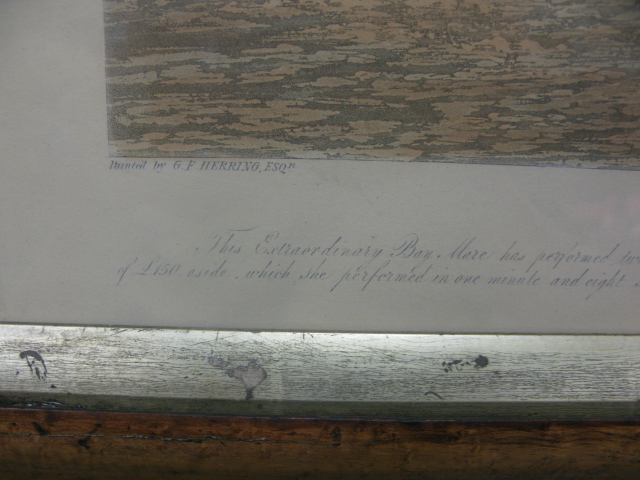 Painted by G. F HERRING, ESQR
This Extraordinary Bay Mare has performed
of £150 aside, which she performed in one minute and eight